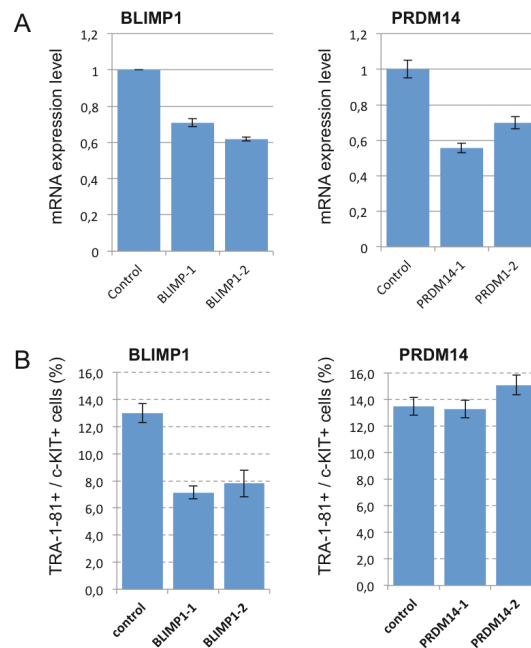 A
BLIMP1
mRNA expression level
1,2
1
0,8
0,6
0,4
0,2
0
Control
BLIMP-1
BLIMP1-2
PRDM14
mRNA expression level
1,2
1
0,8
0,6
0,4
0,2
0
Control
PRDM14-1
PRDM1-2
B
BLIMP1
TRA-1-81+ / c-KIT+ cells (%)
16,0
14,0
12,0
10,0
8,0
6,0
4,0
2,0
0,0
control
BLIMP1-1
BLIMP1-2
PRDM14
TRA-1-81+ / c-KIT+ cells (%)
16,0
14,0
12,0
10,0
8,0
6,0
4,0
2,0
0,0
control
PRDM14-1
PRDM14-2